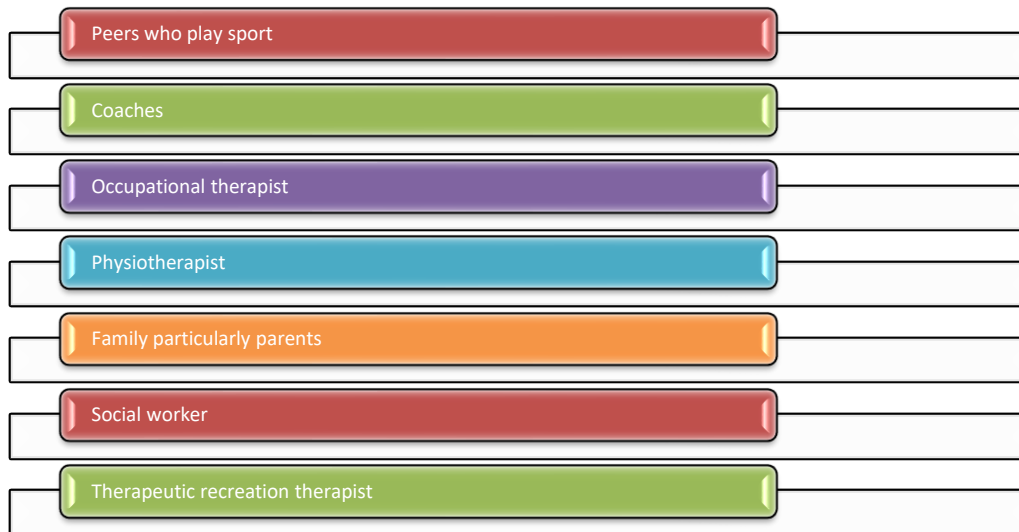 Peers who play sport
Coaches
Occupational therapist
Physiotherapist
Family particularly parents
Social worker
Therapeutic recreation therapist